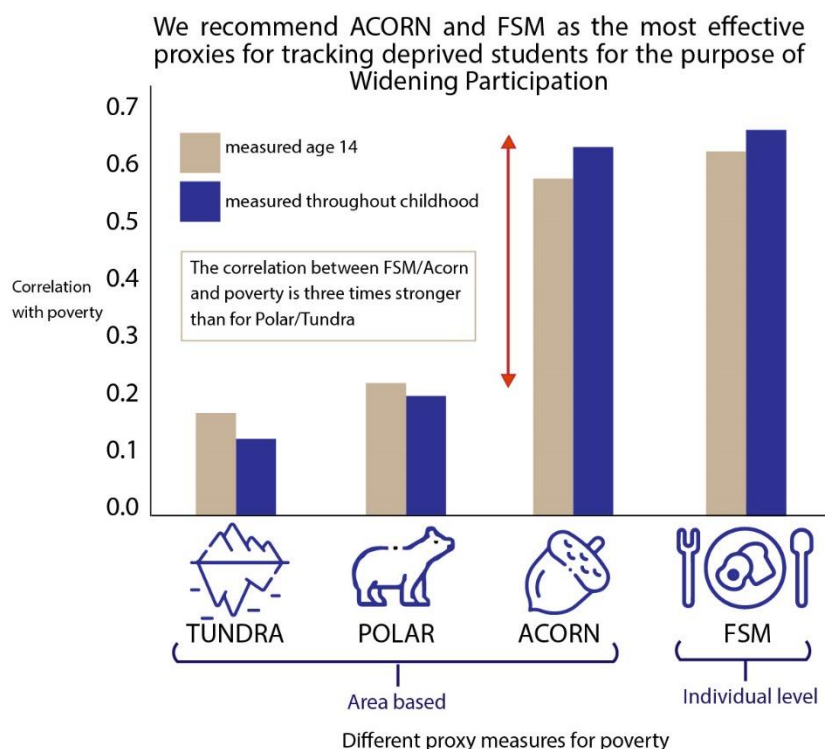 We recommend ACORN and FSM as the most effective
proxies for tracking deprived students for the purpose of
Widening Participation
0.7
0.6
0.5
0.4
0.3
0.2
0.1
0.0
Correlation
with poverty
measured age 14
measured throughout childhood
The correlation between FSM/Acorn
and poverty is three times stronger
than for Polar/Tundra
TUNDRA POLAR ACORN FSM
Area based Individual level
Different proxy measures for poverty